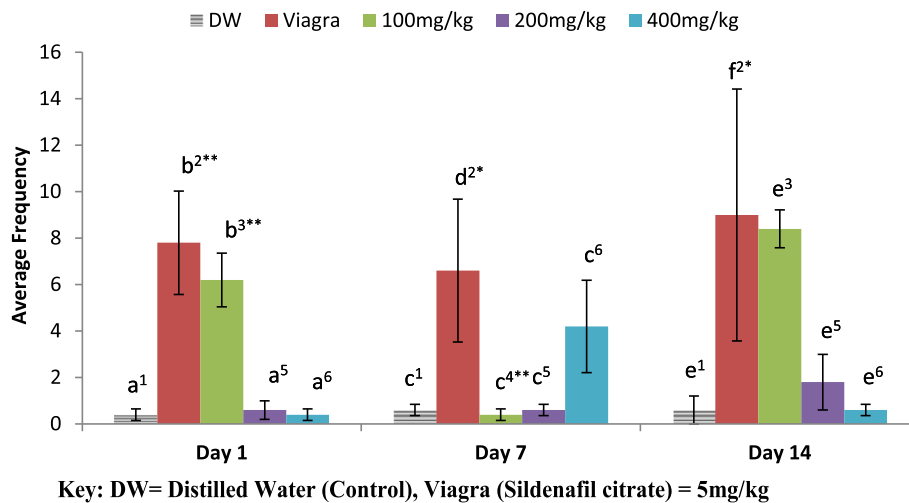 DW Viagra 100mg/kg 200mg/kg 400mg/kg
16
14
12
10
8
6
4
2
0
Average Frequency
a¹ b²** b³** a⁵ a⁶
c¹ d²* c⁴** c⁵ c⁶
e¹ f²* e³ e⁵ e⁶
Day 1 Day 7 Day 14
Key: DW= Distilled Water (Control), Viagra (Sildenafil citrate) = 5mg/kg